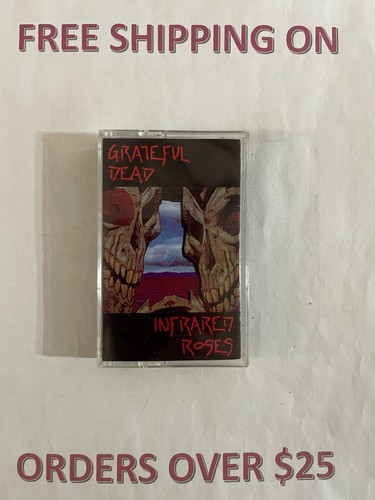 FREE SHIPPING ON
GRATEFUL
DEAD
INFRARED
ROSES
ORDERS OVER $25